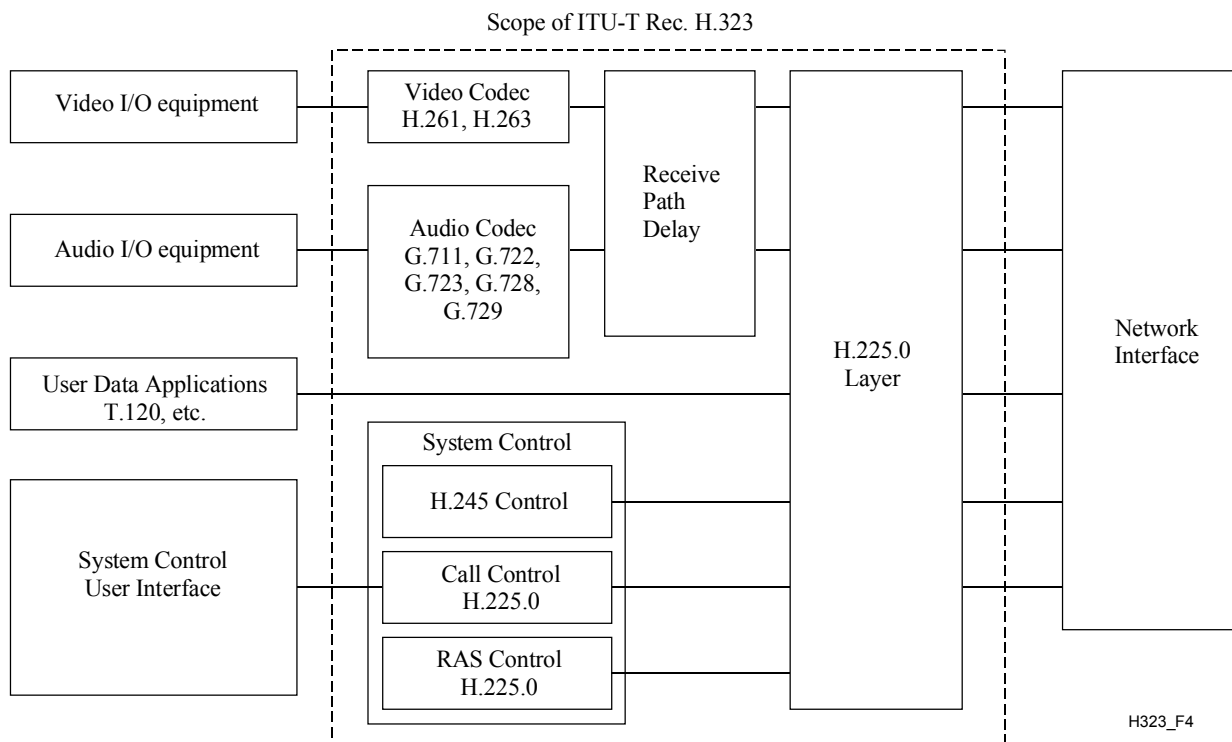 Scope of ITU-T Rec. H.323
Video I/O equipment
Video Codec
H.261, H.263
Receive
Path
Delay
Audio I/O equipment
Audio Codec
G.711, G.722,
G.723, G.728,
G.729
H.225.0
Layer
Network
Interface
User Data Applications
T.120, etc.
System Control
H.245 Control
System Control
User Interface
Call Control
H.225.0
RAS Control
H.225.0
H323_F4